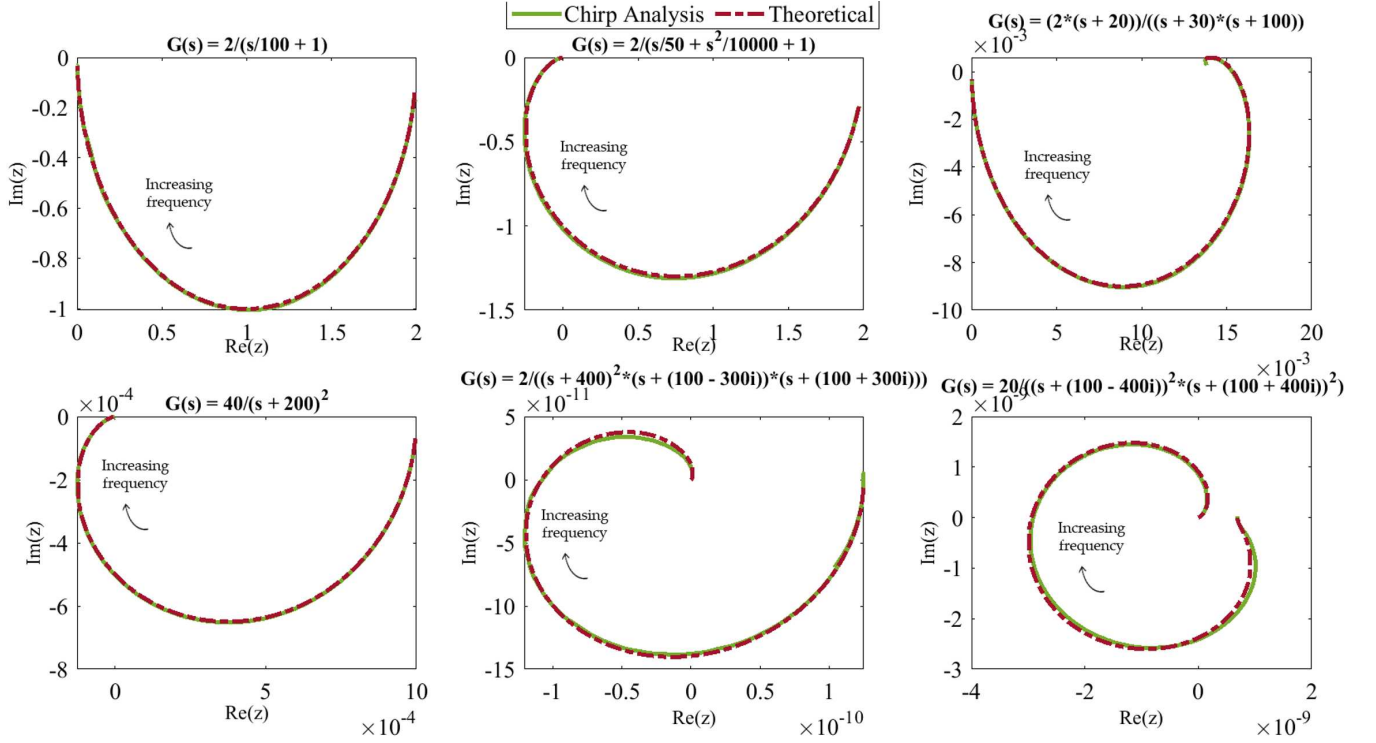 Chirp Analysis Theoretical
G(s) = 2/(s/100 + 1)
0
-0.2
-0.4
-0.6
-0.8
-1
Im(z)
Increasing
frequency
0 0.5 1 1.5 2
Re(z)
G(s) = 2/(s/50 + s²/10000 + 1)
0
-0.5
-1
-1.5
Im(z)
Increasing
frequency
0 0.5 1 1.5 2
Re(z)
G(s) = (2*(s + 20))/((s + 30)*(s + 100))
×10⁻³
0
-2
-4
-6
-8
-10
Im(z)
Increasing
frequency
0 5 10 15 20
Re(z)
×10⁻³
G(s) = 40/(s + 200)²
×10⁻⁴
0
-2
-4
-6
-8
Im(z)
Increasing
frequency
0 5 10
Re(z)
×10⁻⁴
G(s) = 2/((s + 400)²*(s + (100 - 300i))*(s + (100 + 300i)))
×10⁻¹¹
5
0
-5
-10
-15
Im(z)
Increasing
frequency
-1 -0.5 0 0.5 1
Re(z)
×10⁻¹⁰
G(s) = 20/((s + (100 - 400i))²*(s + (100 + 400i))²)
2
1
0
-1
-2
-3
Im(z)
Increasing
frequency
-4 -2 0 2
Re(z)
×10⁻⁹